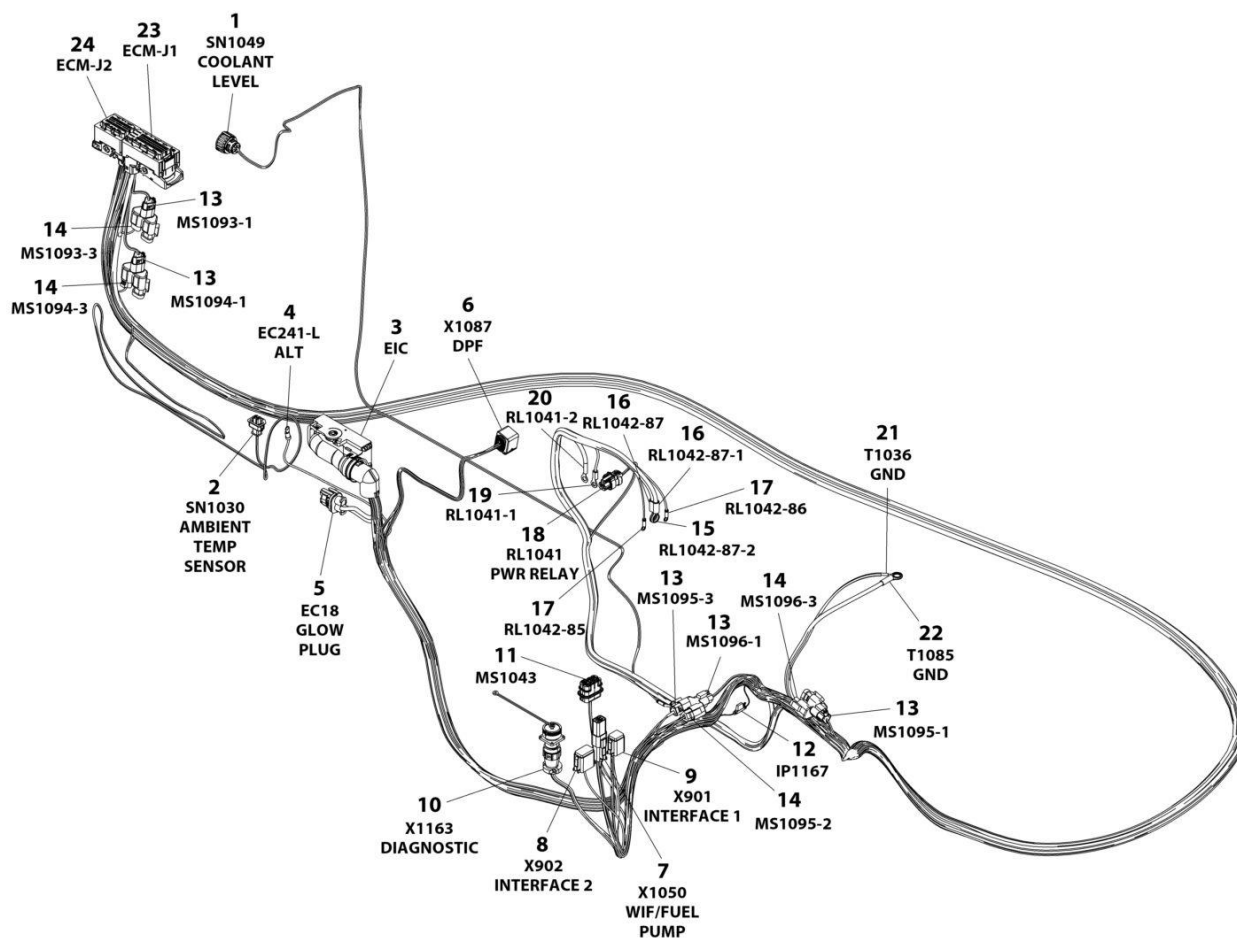 1
SN1049
COOLANT
LEVEL
23
ECM-J1
24
ECM-J2
13
MS1093-1
14
MS1093-3
13
MS1094-1
14
MS1094-3
4
EC241-L
ALT
3
EIC
6
X1087
DPF
20
RL1041-2
16
RL1042-87
16
RL1042-87-1
21
T1036
GND
2
SN1030
AMBIENT
TEMP
SENSOR
19
RL1041-1
17
RL1042-86
18
RL1041
PWR RELAY
15
RL1042-87-2
5
EC18
GLOW
PLUG
17
RL1042-85
13
MS1095-3
13
MS1096-1
14
MS1096-3
22
T1085
GND
11
MS1043
13
MS1095-1
12
IP1167
10
X1163
DIAGNOSTIC
9
X901
INTERFACE 1
14
MS1095-2
8
X902
INTERFACE 2
7
X1050
WIF/FUEL
PUMP